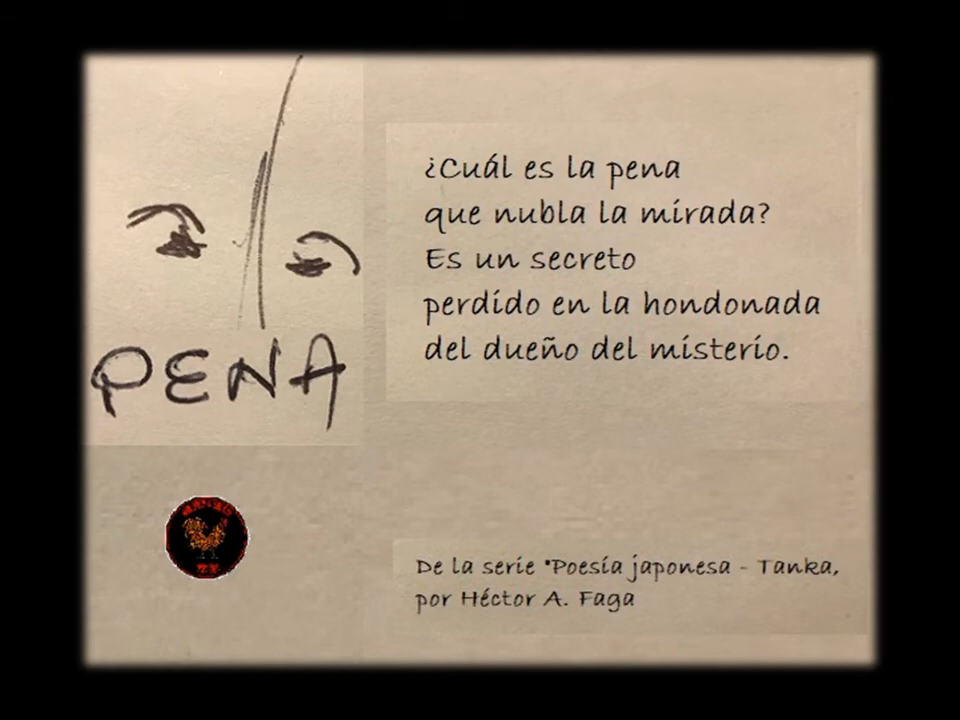 PENA
¿Cuál es la pena
que nubla la mirada?
Es un secreto
perdido en la hondonada
del dueño del misterio.
De la serie "Poesía japonesa - Tanka,
por Héctor A. Faga